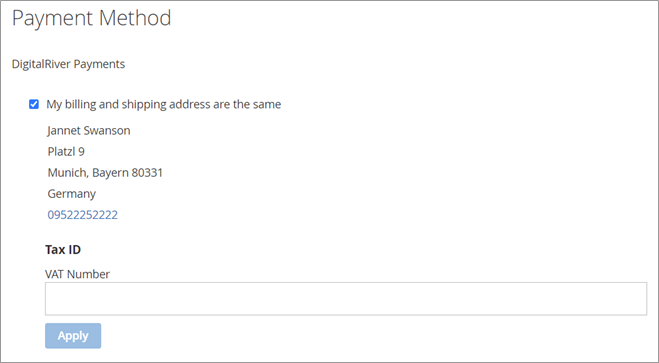 Payment Method
DigitalRiver Payments
My billing and shipping address are the same
Jannet Swanson
Platzl 9
Munich, Bayern 80331
Germany
09522252222
Tax ID
VAT Number
Apply